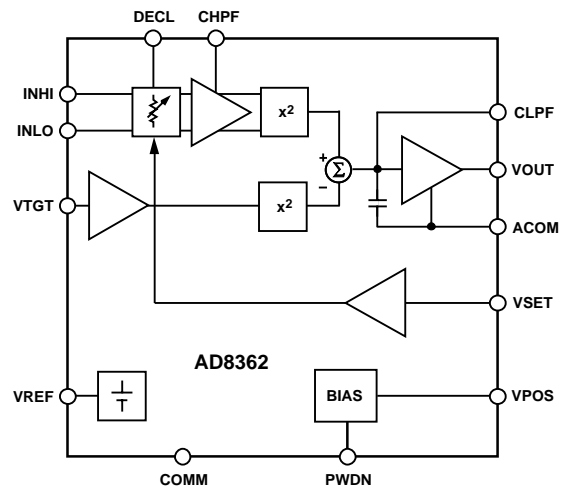 DECL CHPF
INHI
INLO
x2
CLPF
+
Σ
VOUT
–
VTGT
x2
ACOM
VSET
AD8362
VREF
BIAS
VPOS
COMM
PWDN